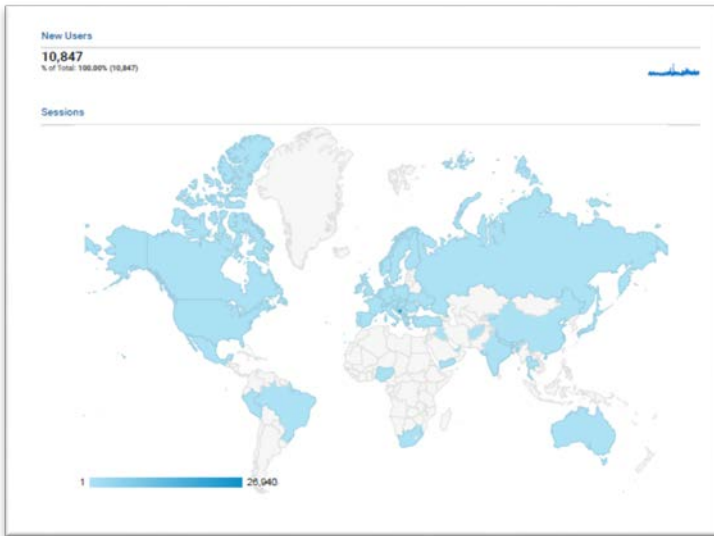 New Users
10,847
% of Total: 100.00% (10,847)
Sessions
1
26,940